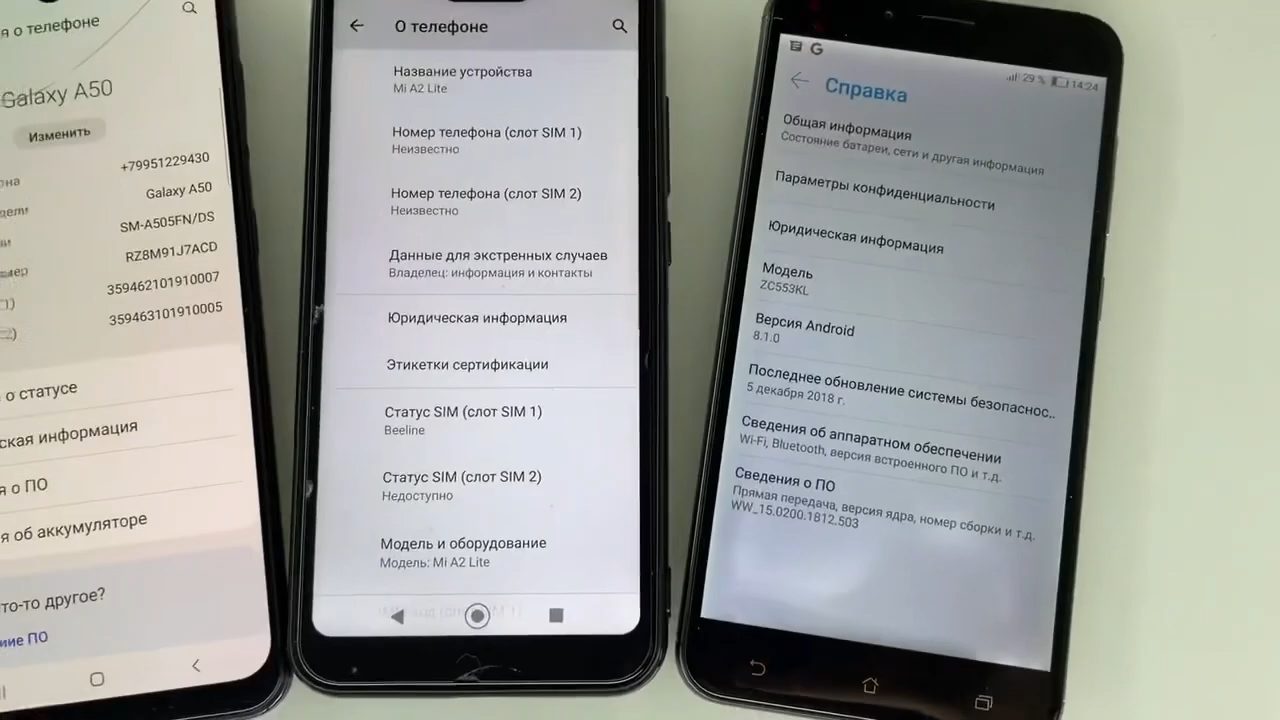 я о телефоне
Galaxy A50
Изменить
+79951229430
Galaxy A50
SM-A505FN/DS
RZ8M91J7ACD
359462101910007
359463101910005
о статусе
ская информация
я о ПО
я об аккумуляторе
то-то другое?
ние ПО
О телефоне
Название устройства
Mi A2 Lite
Номер телефона (слот SIM 1)
Неизвестно
Номер телефона (слот SIM 2)
Неизвестно
Данные для экстренных случаев
Владелец: информация и контакты
Юридическая информация
Этикетки сертификации
Статус SIM (слот SIM 1)
Beeline
Статус SIM (слот SIM 2)
Недоступно
Модель и оборудование
Модель: Mi A2 Lite
G
29 % 14:24
Справка
Общая информация
Состояние батареи, сети и другая информация
Параметры конфиденциальности
Юридическая информация
Модель
ZC553KL
Версия Android
8.1.0
Последнее обновление системы безопаснос..
5 декабря 2018 г.
Сведения об аппаратном обеспечении
Wi-Fi, Bluetooth, версия встроенного ПО и т.д.
Сведения о ПО
Прямая передача, версия ядра, номер сборки и т.д.
WW_15.0200.1812.503